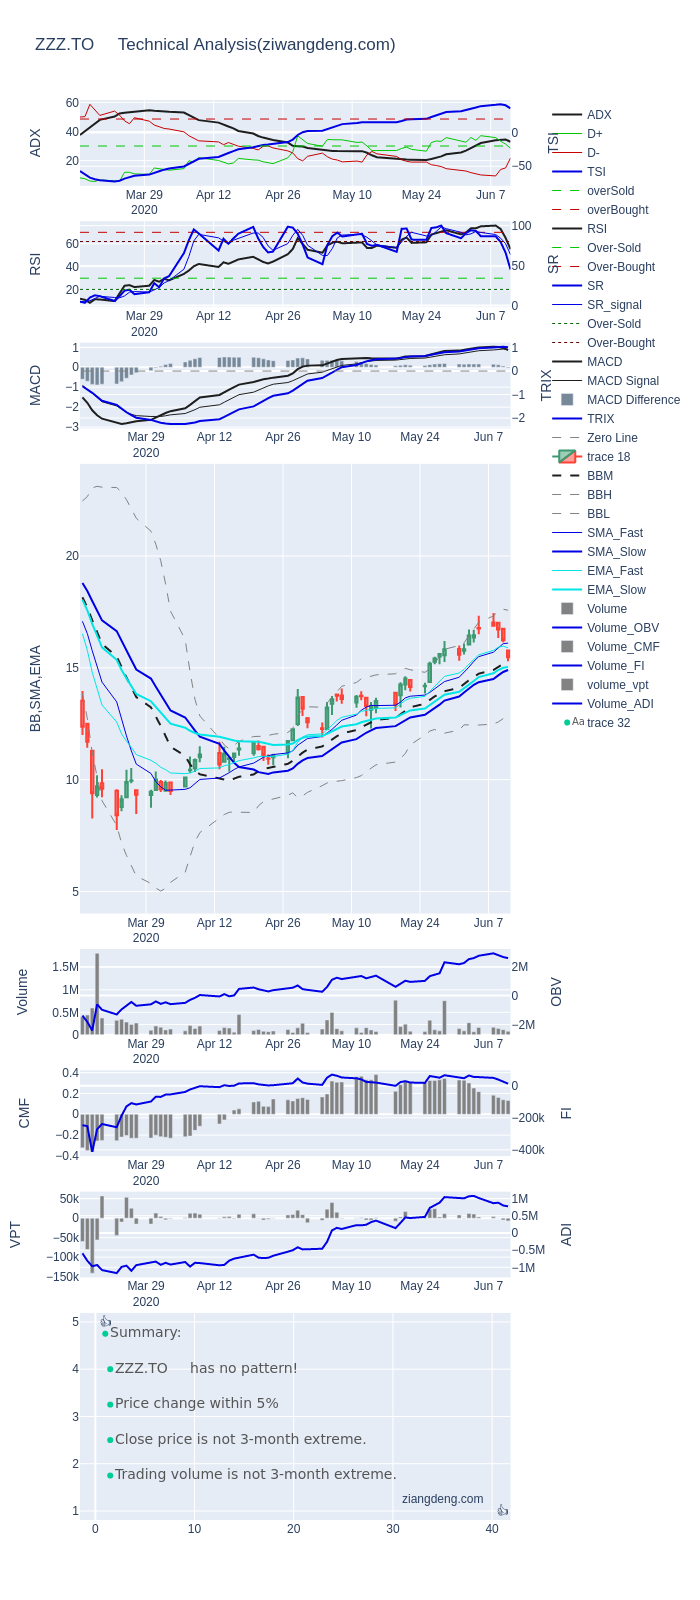 ZZZ.TO Technical Analysis(ziwangdeng.com)
60
40
20
ADX
0
−50
TSI
Mar 29
2020
Apr 12
Apr 26
May 10
May 24
Jun 7
60
40
20
RSI
100
50
0
SR
Mar 29
2020
Apr 12
Apr 26
May 10
May 24
Jun 7
1
0
−1
−2
−3
MACD
1
−1
−2
TRIX
Mar 29
2020
Apr 12
Apr 26
May 10
May 24
Jun 7
20
15
10
5
BB,SMA,EMA
Mar 29
2020
Apr 12
Apr 26
May 10
May 24
Jun 7
1.5M
1M
0.5M
0
Volume
2M
0
−2M
OBV
Mar 29
2020
Apr 12
Apr 26
May 10
May 24
Jun 7
0.4
0.2
0
−0.2
−0.4
CMF
0
−200k
−400k
FI
Mar 29
2020
Apr 12
Apr 26
May 10
May 24
Jun 7
50k
0
−50k
−100k
−150k
VPT
1M
0.5M
0
−0.5M
−1M
ADI
Mar 29
2020
Apr 12
Apr 26
May 10
May 24
Jun 7
5
4
3
2
1
0
10
20
30
40
Summary:
ZZZ.TO has no pattern!
Price change within 5%
Close price is not 3-month extreme.
Trading volume is not 3-month extreme.
ziangdeng.com
ADX
D+
D-
TSI
overSold
overBought
RSI
Over-Sold
Over-Bought
SR
SR_signal
Over-Sold
Over-Bought
MACD
MACD Signal
MACD Difference
TRIX
Zero Line
trace 18
BBM
BBH
BBL
SMA_Fast
SMA_Slow
EMA_Fast
EMA_Slow
Volume
Volume_OBV
Volume_CMF
Volume_FI
volume_vpt
Volume_ADI
Aa trace 32